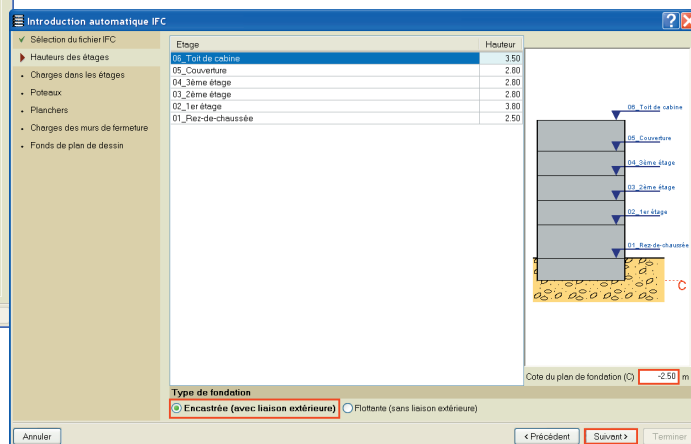 Introduction automatique IFC
Sélection du fichier IFC
Hauteurs des étages
Charges dans les étages
Poteaux
Planchers
Charges des murs de fermeture
Fonds de plan de dessin
Etage Hauteur
06_Toit de cabine 3.50
05_Couverture 2.80
04_3ème étage 2.80
03_2ème étage 2.80
02_1er étage 3.80
01_Rez-de-chaussée 2.50
06_Toit de cabine
05_Couverture
04_3ème étage
03_2ème étage
02_1er étage
01_Rez-de-chaussée
C
Cote du plan de fondation (C) -2.50 m
Type de fondation
Encastrée (avec liaison extérieure) Flottante (sans liaison extérieure)
Annuler < Précédent Suivant > Terminer